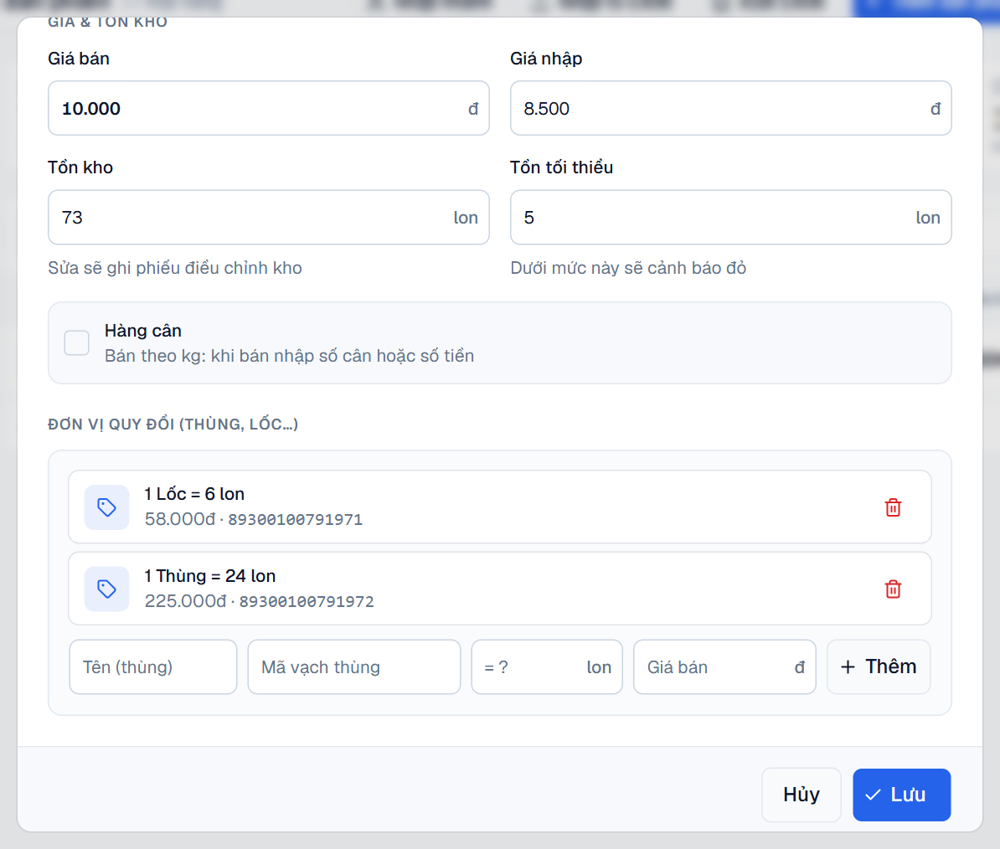 GIÁ & TỒN KHO
Giá bán
Giá nhập
10.000 đ
8.500 đ
Tồn kho
Tồn tối thiểu
73 lon
5 lon
Sửa sẽ ghi phiếu điều chỉnh kho
Dưới mức này sẽ cảnh báo đỏ
Hàng cân
Bán theo kg: khi bán nhập số cân hoặc số tiền
ĐƠN VỊ QUY ĐỔI (THÙNG, LỐC...)
1 Lốc = 6 lon
58.000đ · 89300100791971
1 Thùng = 24 lon
225.000đ · 89300100791972
Tên (thùng)
Mã vạch thùng
= ? lon
Giá bán đ
+ Thêm
Hủy
Lưu